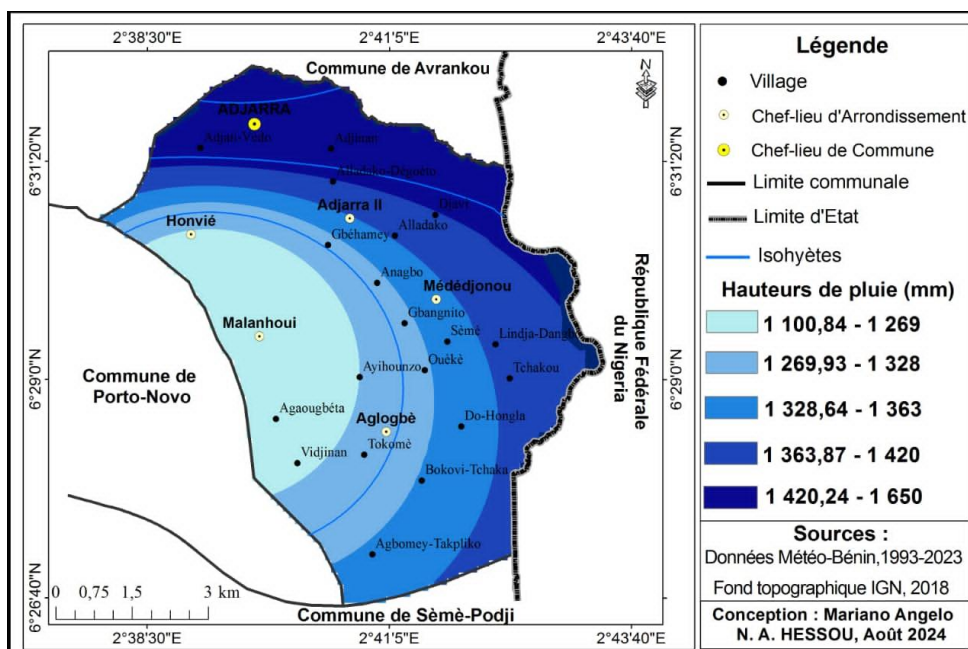 2°38'30"E
2°41'5"E
2°43'40"E
6°31'20"N
6°29'0"N
6°26'40"N
6°31'20"N
6°29'0"N
6°26'40"N
2°38'30"E
2°41'5"E
2°43'40"E
Commune de Avrankou
N
ADJARRA
Adjinan
Alladako-Dégoèto
Adjarra II
Honvié
Gbéhamey
Alladako
Anagbo
Médédjonou
Gbangnito
Malanhoui
Sèmè
Ouèkè
Tchakou
Ayihounzo
Agaougbéta
Aglogbè
Do-Hongla
Tokomè
Vidjinan
Bokovi-Tchaka
Agbomey-Takpliko
République Fédérale
du Nigeria
Commune de
Porto-Novo
Commune de Sèmè-Podji
0 0,75 1,5 3 km
Légende
Village
Chef-lieu d'Arrondissement
Chef-lieu de Commune
Limite communale
Limite d'Etat
Isohyètes
Hauteurs de pluie (mm)
1 100,84 - 1 269
1 269,93 - 1 328
1 328,64 - 1 363
1 363,87 - 1 420
1 420,24 - 1 650
Sources :
Données Météo-Bénin,1993-2023
Fond topographique IGN, 2018
Conception : Mariano Angelo
N. A. HESSOU, Août 2024